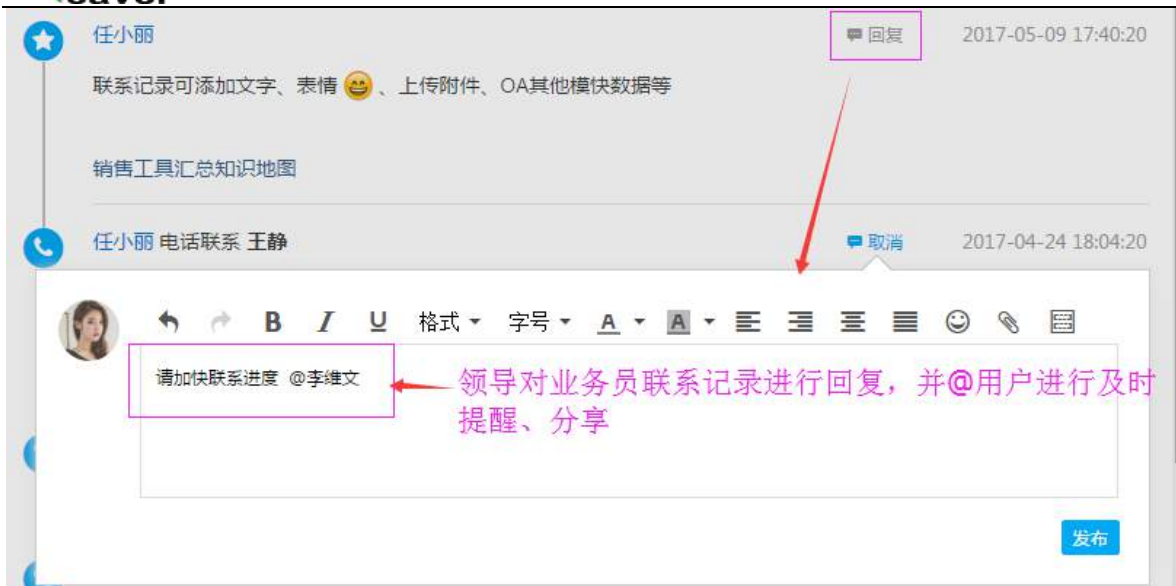 任小丽 回复 2017-05-09 17:40:20
联系记录可添加文字、表情😄、上传附件、OA其他模快数据等
销售工具汇总知识地图
任小丽 电话联系 王静 取消 2017-04-24 18:04:20
B I U 格式 字号 A A
请加快联系进度 @李维文
领导对业务员联系记录进行回复，并@用户进行及时
提醒、分享
发布